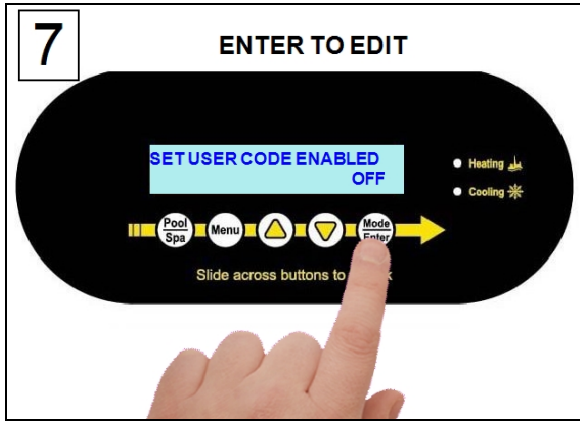 7
ENTER TO EDIT
SET USER CODE ENABLED
OFF
Heating
Cooling
Pool
Spa
Menu
Mode
Enter
Slide across buttons to